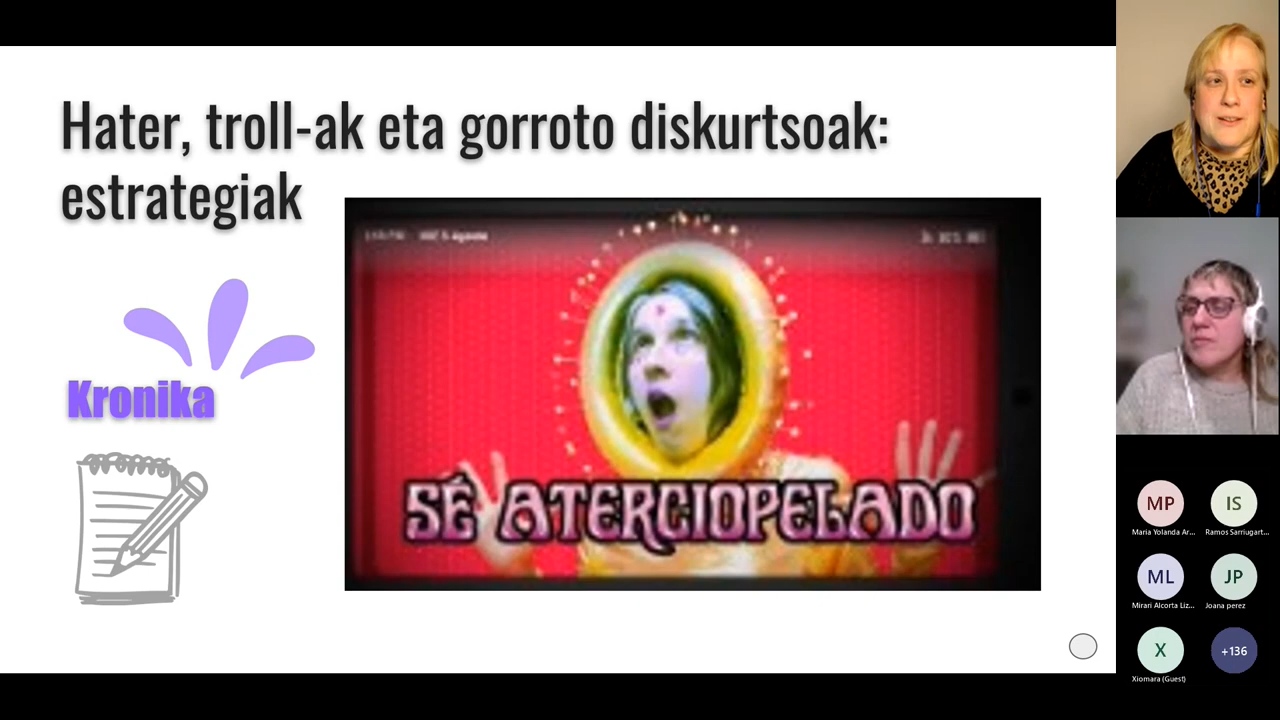 Hater, troll-ak eta gorroto diskurtsoak:
estrategiak
Kronika
SÉ ATERCIOPELADO
MP
IS
Maria Yolanda Ar...
Ramos Sarriugart...
ML
JP
Mirari Alcorta Liz...
Joana perez
X
+136
Xiomara (Guest)